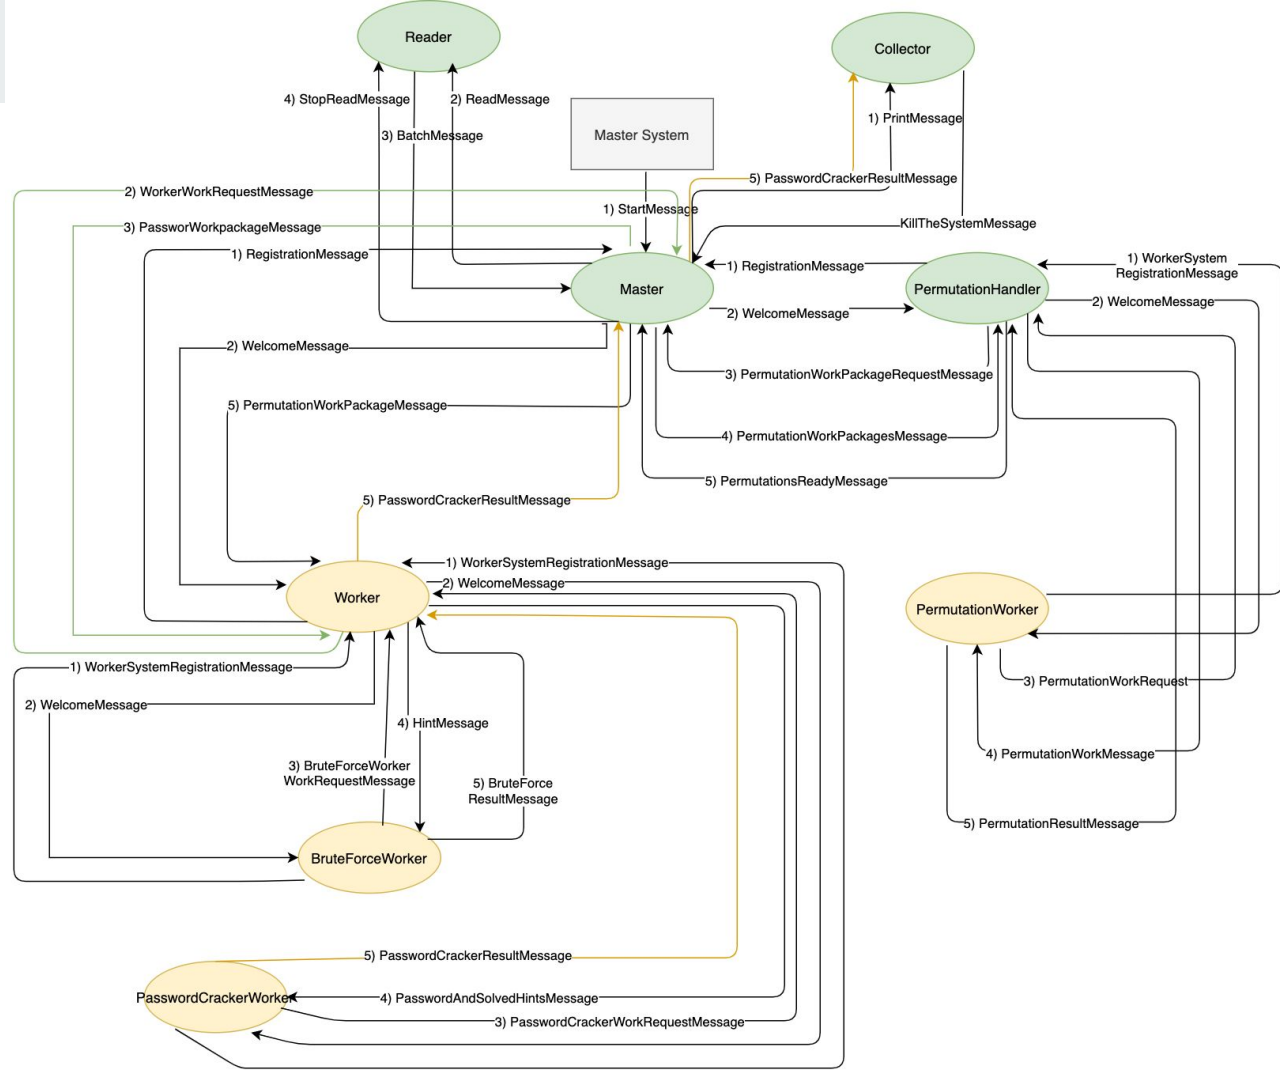 Reader
Collector
4) StopReadMessage
2) ReadMessage
1) PrintMessage
3) BatchMessage
Master System
5) PasswordCrackerResultMessage
2) WorkerWorkRequestMessage
1) StartMessage
KillTheSystemMessage
3) PassworWorkpackageMessage
1) RegistrationMessage
1) RegistrationMessage
1) WorkerSystem
RegistrationMessage
Master
PermutationHandler
2) WelcomeMessage
2) WelcomeMessage
2) WelcomeMessage
3) PermutationWorkPackageRequestMessage
5) PermutationWorkPackageMessage
4) PermutationWorkPackagesMessage
5) PermutationsReadyMessage
5) PasswordCrackerResultMessage
1) WorkerSystemRegistrationMessage
2) WelcomeMessage
Worker
PermutationWorker
1) WorkerSystemRegistrationMessage
3) PermutationWorkRequest
2) WelcomeMessage
4) HintMessage
4) PermutationWorkMessage
3) BruteForceWorker
WorkRequestMessage
5) BruteForce
ResultMessage
5) PermutationResultMessage
BruteForceWorker
5) PasswordCrackerResultMessage
PasswordCrackerWorker
4) PasswordAndSolvedHintsMessage
3) PasswordCrackerWorkRequestMessage